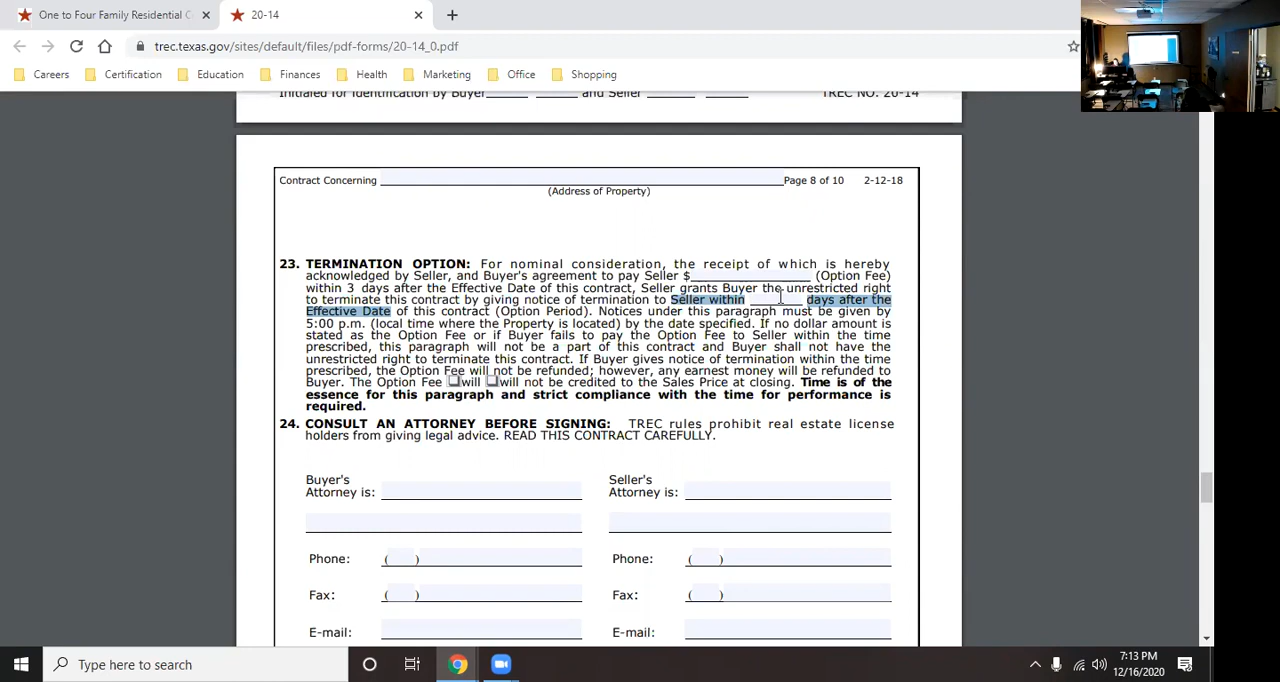 One to Four Family Residential C
20-14
trec.texas.gov/sites/default/files/pdf-forms/20-14_0.pdf
Careers Certification Education Finances Health Marketing Office Shopping
Initialed for identification by Buyer______ ______ and Seller ______ ______ TREC NO. 20-14
Contract Concerning Page 8 of 10 2-12-18
(Address of Property)
23. TERMINATION OPTION: For nominal consideration, the receipt of which is hereby
acknowledged by Seller, and Buyer's agreement to pay Seller $____________ (Option Fee)
within 3 days after the Effective Date of this contract, Seller grants Buyer the unrestricted right
to terminate this contract by giving notice of termination to Seller within ______ days after the
Effective Date of this contract (Option Period). Notices under this paragraph must be given by
5:00 p.m. (local time where the Property is located) by the date specified. If no dollar amount is
stated as the Option Fee or if Buyer fails to pay the Option Fee to Seller within the time
prescribed, this paragraph will not be a part of this contract and Buyer shall not have the
unrestricted right to terminate this contract. If Buyer gives notice of termination within the time
prescribed, the Option Fee will not be refunded; however, any earnest money will be refunded to
Buyer. The Option Fee will will not be credited to the Sales Price at closing. Time is of the
essence for this paragraph and strict compliance with the time for performance is
required.
24. CONSULT AN ATTORNEY BEFORE SIGNING: TREC rules prohibit real estate license
holders from giving legal advice. READ THIS CONTRACT CAREFULLY.
Buyer's Seller's
Attorney is: Attorney is:
Phone: ( ) Phone: ( )
Fax: ( ) Fax: ( )
E-mail: E-mail:
Type here to search
7:13 PM
12/16/2020